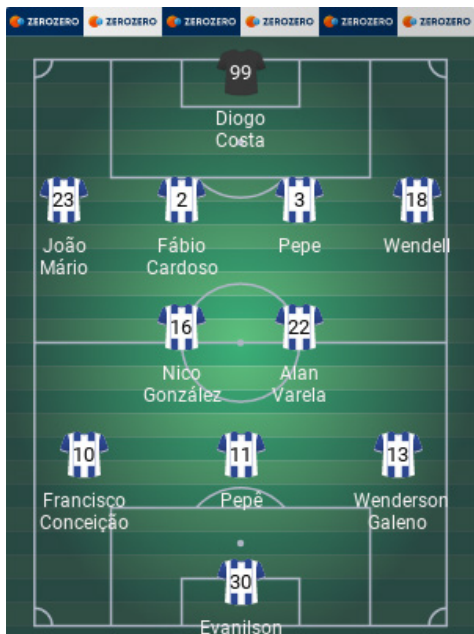 ZEROZERO ZEROZERO ZEROZERO ZEROZERO ZEROZERO ZEROZERO
99
Diogo
Costa
23 2 3 18
João Fábio Pepe Wendell
Mário Cardoso
16 22
Nico Alan
González Varela
10 11 13
Francisco Pepê Wenderson
Conceição Galeno
30
Evanilson